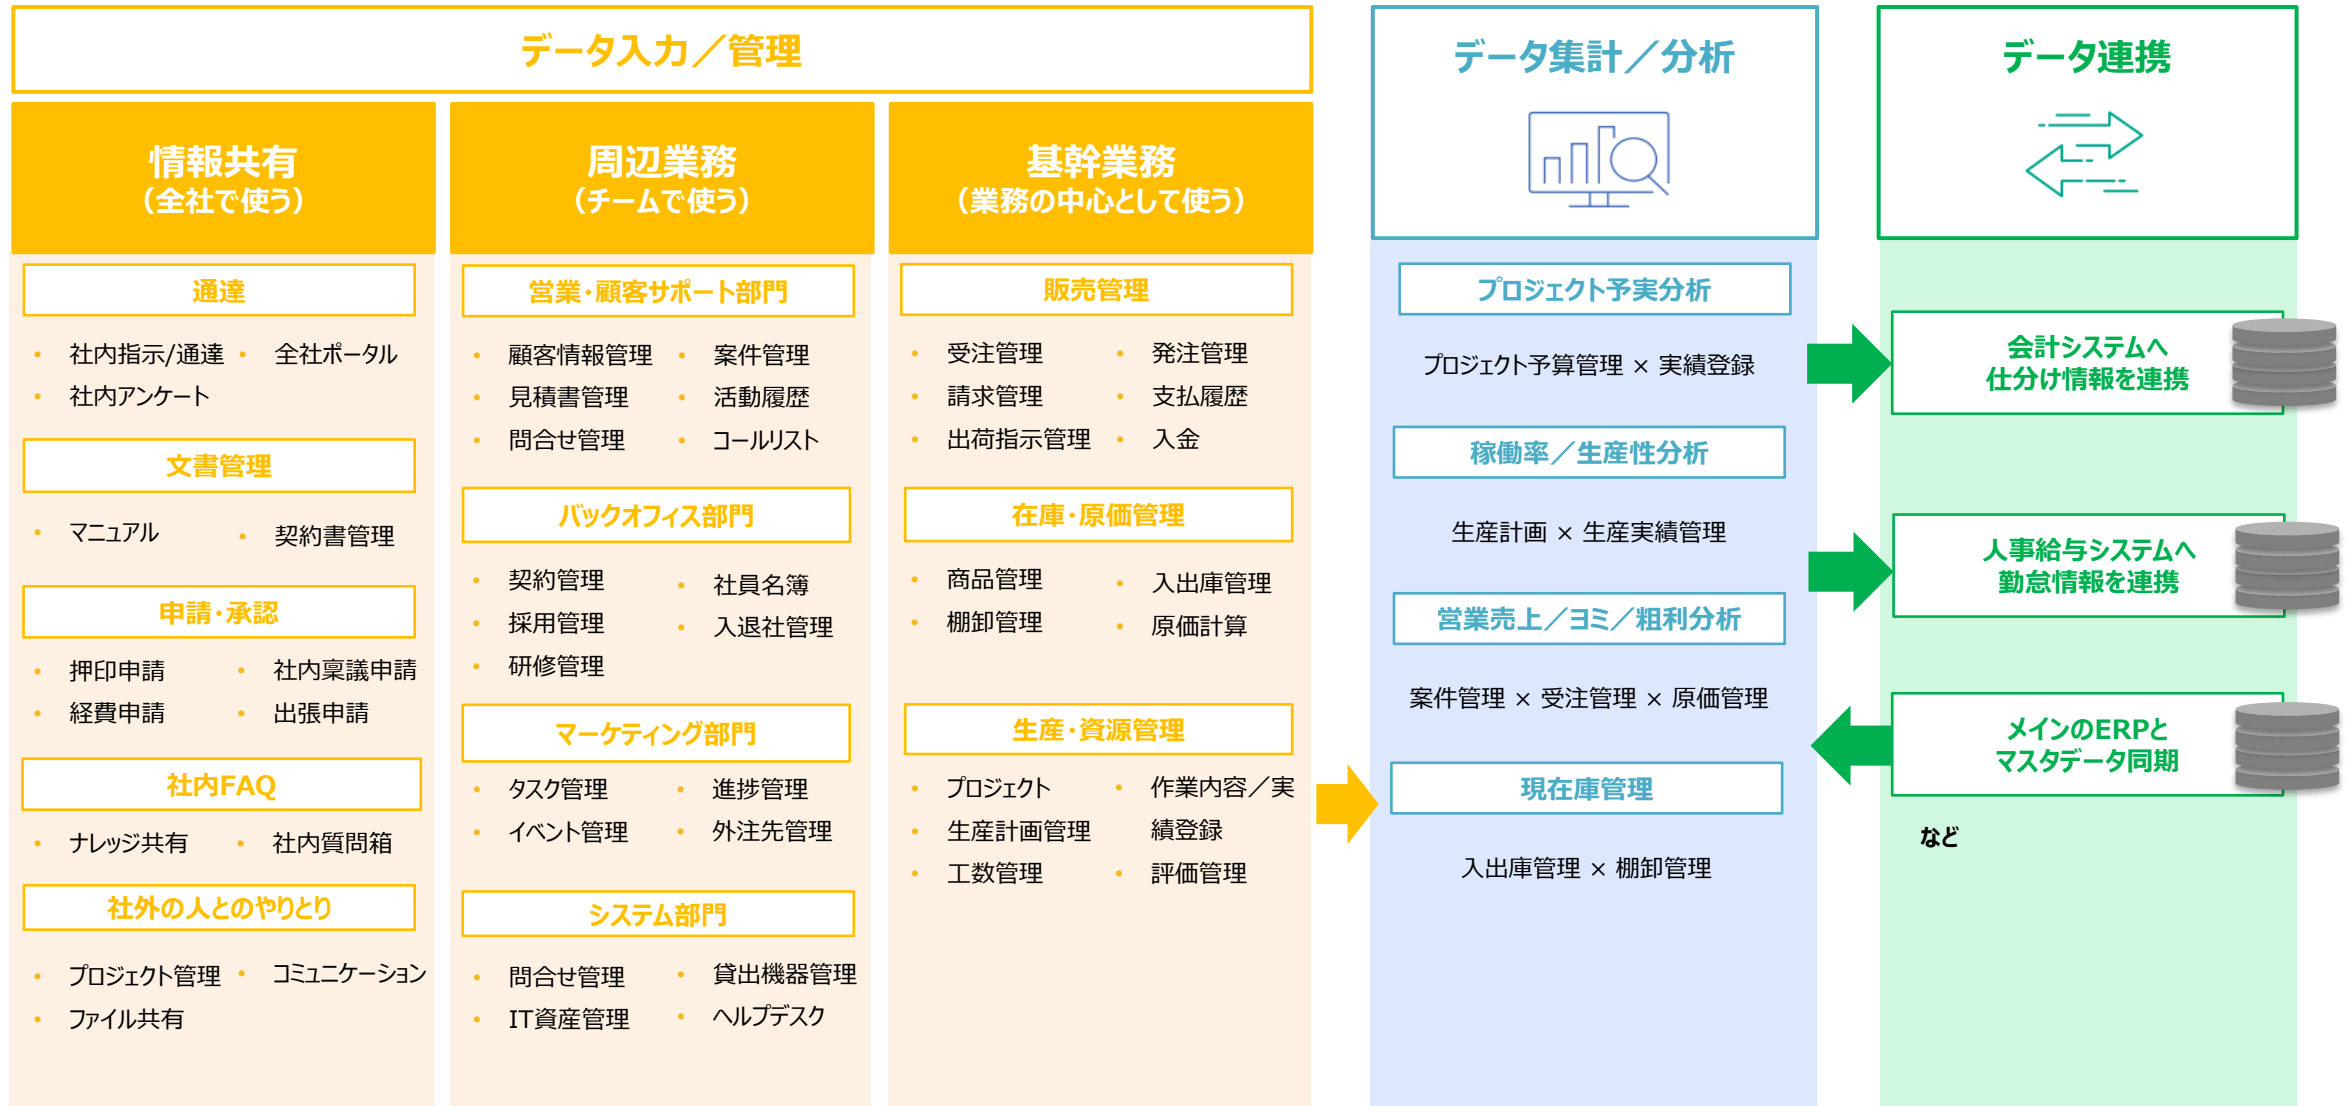 データ入力／管理
情報共有
（全社で使う）
通達
• 社内指示/通達 • 全社ポータル
• 社内アンケート
文書管理
• マニュアル • 契約書管理
申請・承認
• 押印申請 • 社内稟議申請
• 経費申請 • 出張申請
社内FAQ
• ナレッジ共有 • 社内質問箱
社外の人とのやりとり
• プロジェクト管理 • コミュニケーション
• ファイル共有
周辺業務
（チームで使う）
営業・顧客サポート部門
• 顧客情報管理 • 案件管理
• 見積書管理 • 活動履歴
• 問合せ管理 • コールリスト
バックオフィス部門
• 契約管理 • 社員名簿
• 採用管理 • 入退社管理
• 研修管理
マーケティング部門
• タスク管理 • 進捗管理
• イベント管理 • 外注先管理
システム部門
• 問合せ管理 • 貸出機器管理
• IT資産管理 • ヘルプデスク
基幹業務
（業務の中心として使う）
販売管理
• 受注管理 • 発注管理
• 請求管理 • 支払履歴
• 出荷指示管理 • 入金
在庫・原価管理
• 商品管理 • 入出庫管理
• 棚卸管理 • 原価計算
生産・資源管理
• プロジェクト • 作業内容／実
• 生産計画管理 績登録
• 工数管理 • 評価管理
データ集計／分析
プロジェクト予実分析
プロジェクト予算管理 × 実績登録
稼働率／生産性分析
生産計画 × 生産実績管理
営業売上／ヨミ／粗利分析
案件管理 × 受注管理 × 原価管理
現在庫管理
入出庫管理 × 棚卸管理
データ連携
会計システムへ
仕分け情報を連携
人事給与システムへ
勤怠情報を連携
メインのERPと
マスタデータ同期
など